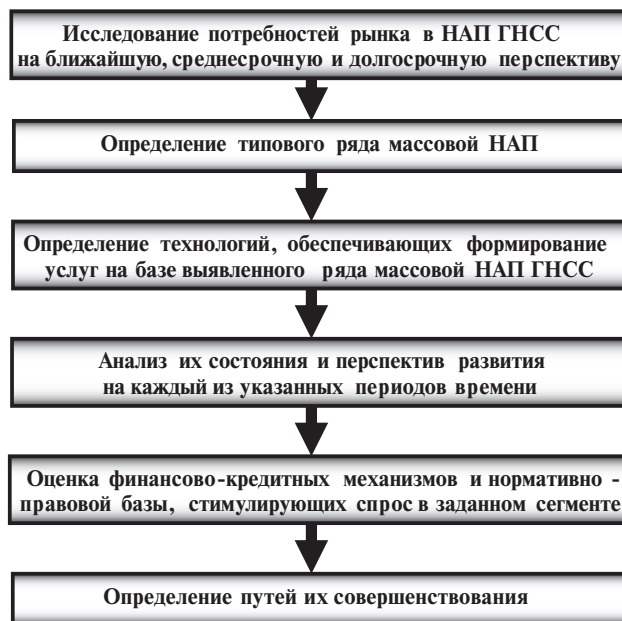 Исследование потребностей рынка в НАП ГНСС
на ближайшую, среднесрочную и долгосрочную перспективу
Определение типового ряда массовой НАП
Определение технологий, обеспечивающих формирование
услуг на базе выявленного ряда массовой НАП ГНСС
Анализ их состояния и перспектив развития
на каждый из указанных периодов времени
Оценка финансово-кредитных механизмов и нормативно -
правовой базы, стимулирующих спрос в заданном сегменте
Определение путей их совершенствования